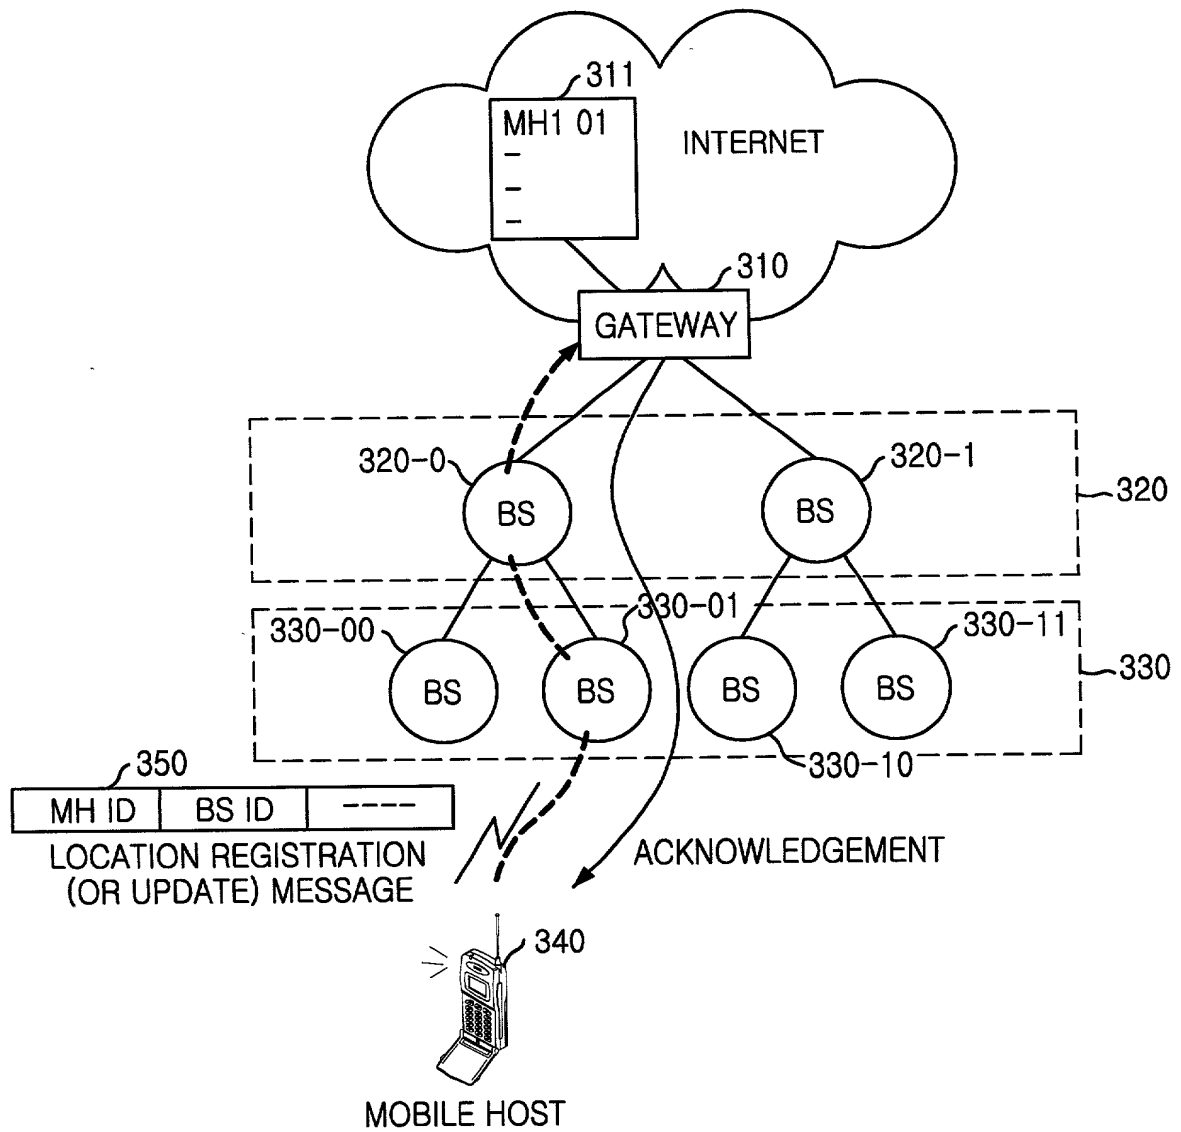 311
MH1 01
-
-
-
INTERNET
310
GATEWAY
320-0
320-1
BS
BS
320
330-00
330-01
330-11
BS
BS
BS
BS
330
330-10
350
MH ID BS ID ----
LOCATION REGISTRATION
(OR UPDATE) MESSAGE
ACKNOWLEDGEMENT
340
MOBILE HOST